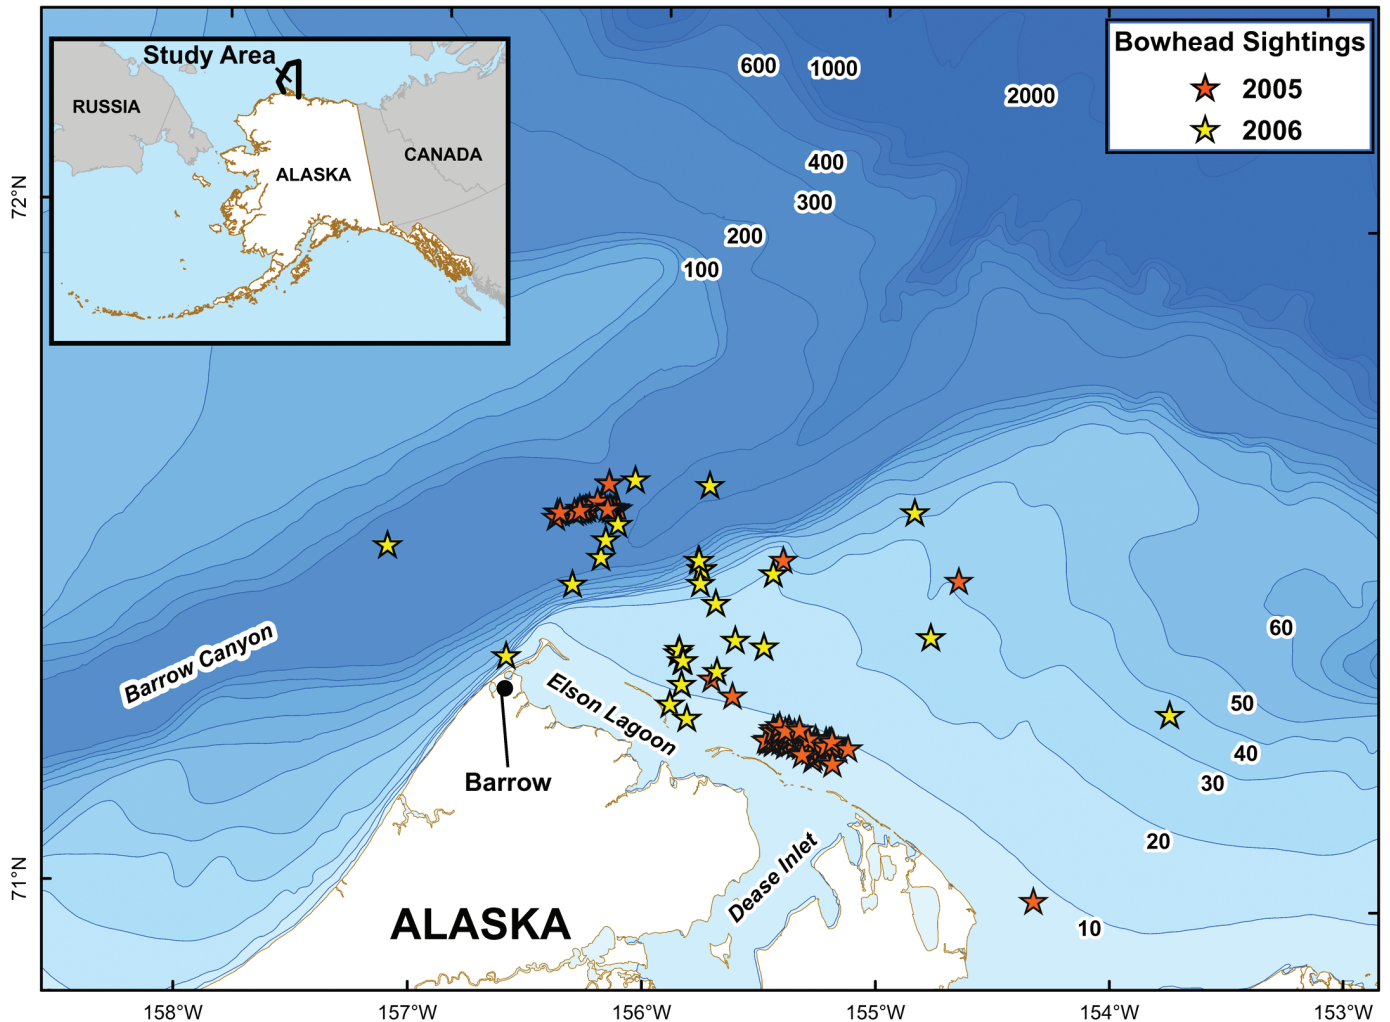 Study Area
RUSSIA
ALASKA
CANADA
Bowhead Sightings
2005
2006
600
1000
2000
400
300
200
100
72°N
Barrow Canyon
Elson Lagoon
Barrow
60
50
40
30
20
10
Dease Inlet
71°N
ALASKA
158°W
157°W
156°W
155°W
154°W
153°W